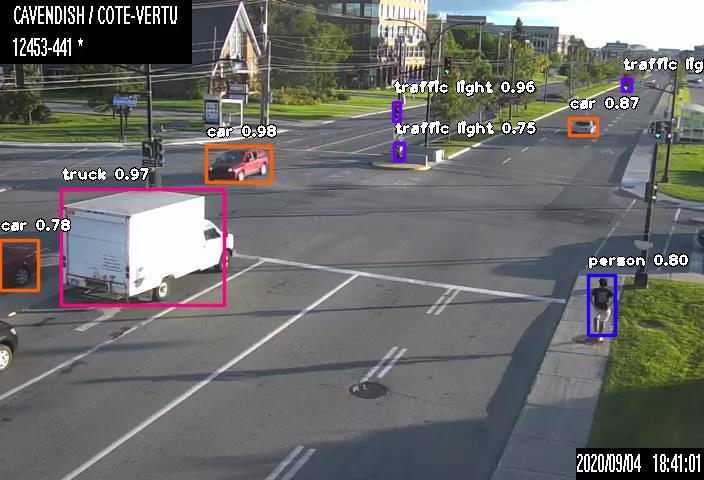 CAVENDISH / COTE-VERTU
12453-441 *
traffic lig
traffic light 0.96
car 0.87
traffic light 0.75
car 0.98
truck 0.97
car 0.78
person 0.80
2020/09/04 18:41:01